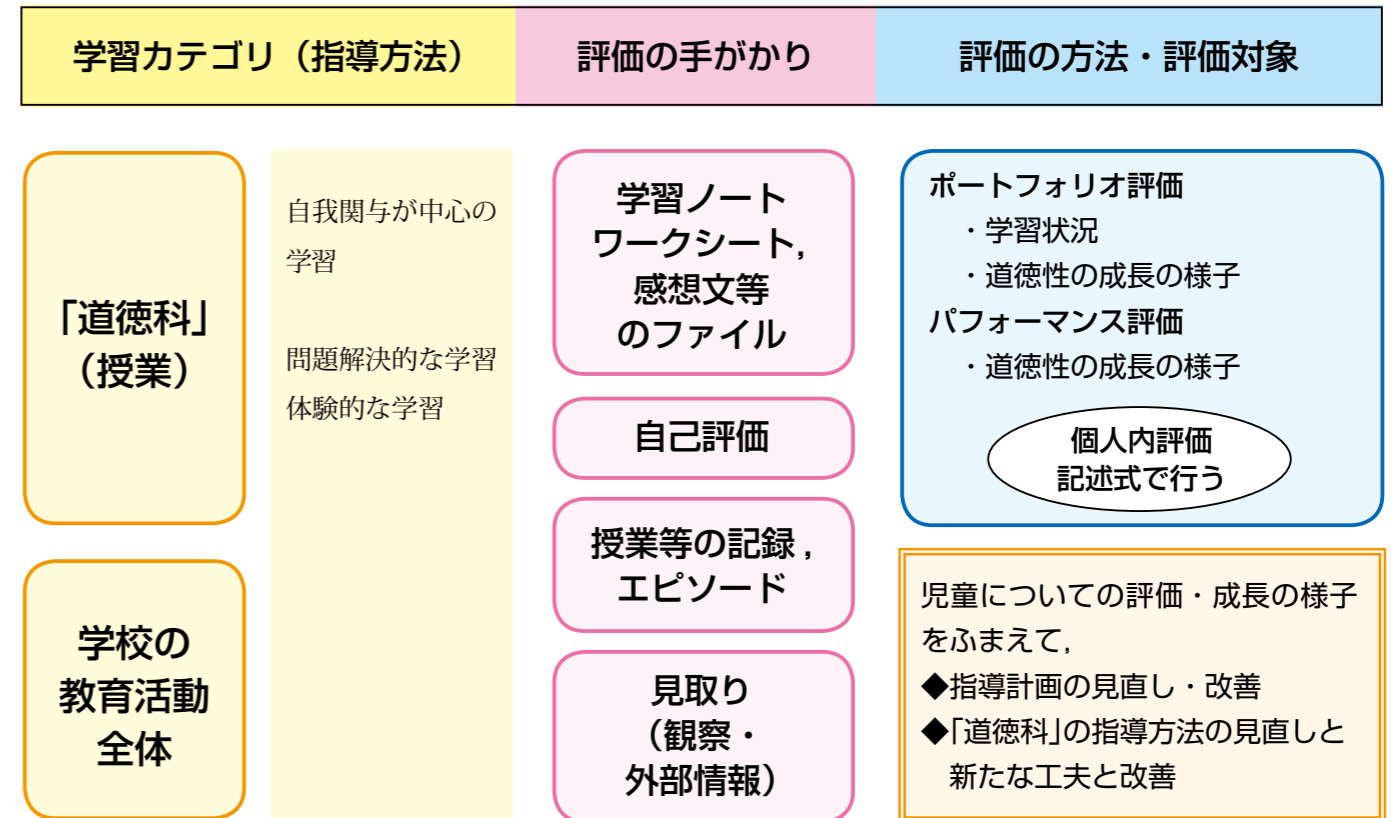 学習カテゴリ（指導方法）
評価の手がかり
評価の方法・評価対象
「道徳科」
（授業）
学校の
教育活動
全体
自我関与が中心の
学習
問題解決的な学習
体験的な学習
学習ノート
ワークシート,
感想文等
のファイル
自己評価
授業等の記録 ,
エピソード
見取り
（観察・
外部情報）
ポートフォリオ評価
・学習状況
・道徳性の成長の様子
パフォーマンス評価
・道徳性の成長の様子
個人内評価
記述式で行う
児童についての評価・成長の様子
をふまえて,
◆指導計画の見直し・改善
◆｢道徳科｣の指導方法の見直しと
新たな工夫と改善